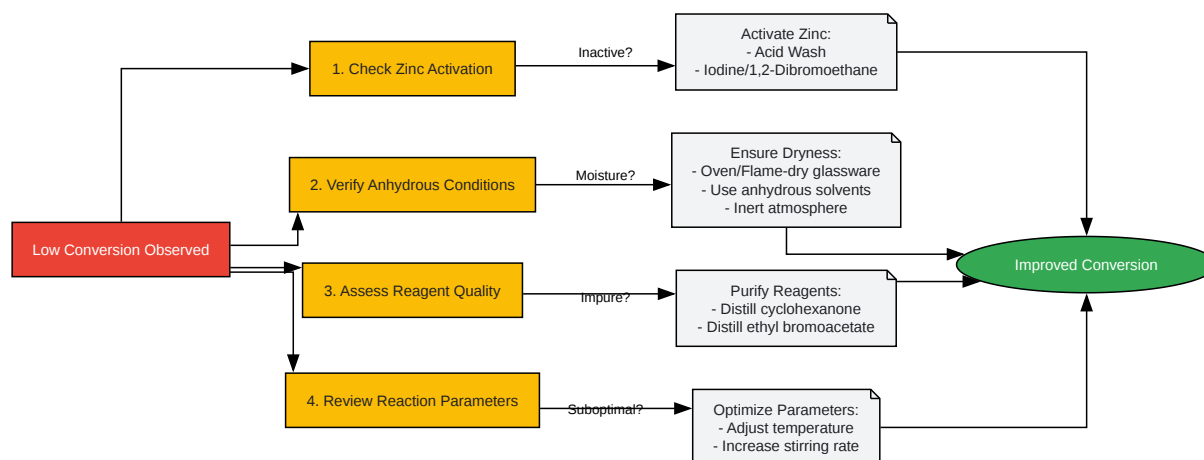 Low Conversion Observed
1. Check Zinc Activation
Inactive?
Activate Zinc:
- Acid Wash
- Iodine/1,2-Dibromoethane
2. Verify Anhydrous Conditions
Moisture?
Ensure Dryness:
- Oven/Flame-dry glassware
- Use anhydrous solvents
- Inert atmosphere
3. Assess Reagent Quality
Impure?
Purify Reagents:
- Distill cyclohexanone
- Distill ethyl bromoacetate
4. Review Reaction Parameters
Suboptimal?
Optimize Parameters:
- Adjust temperature
- Increase stirring rate
Improved Conversion